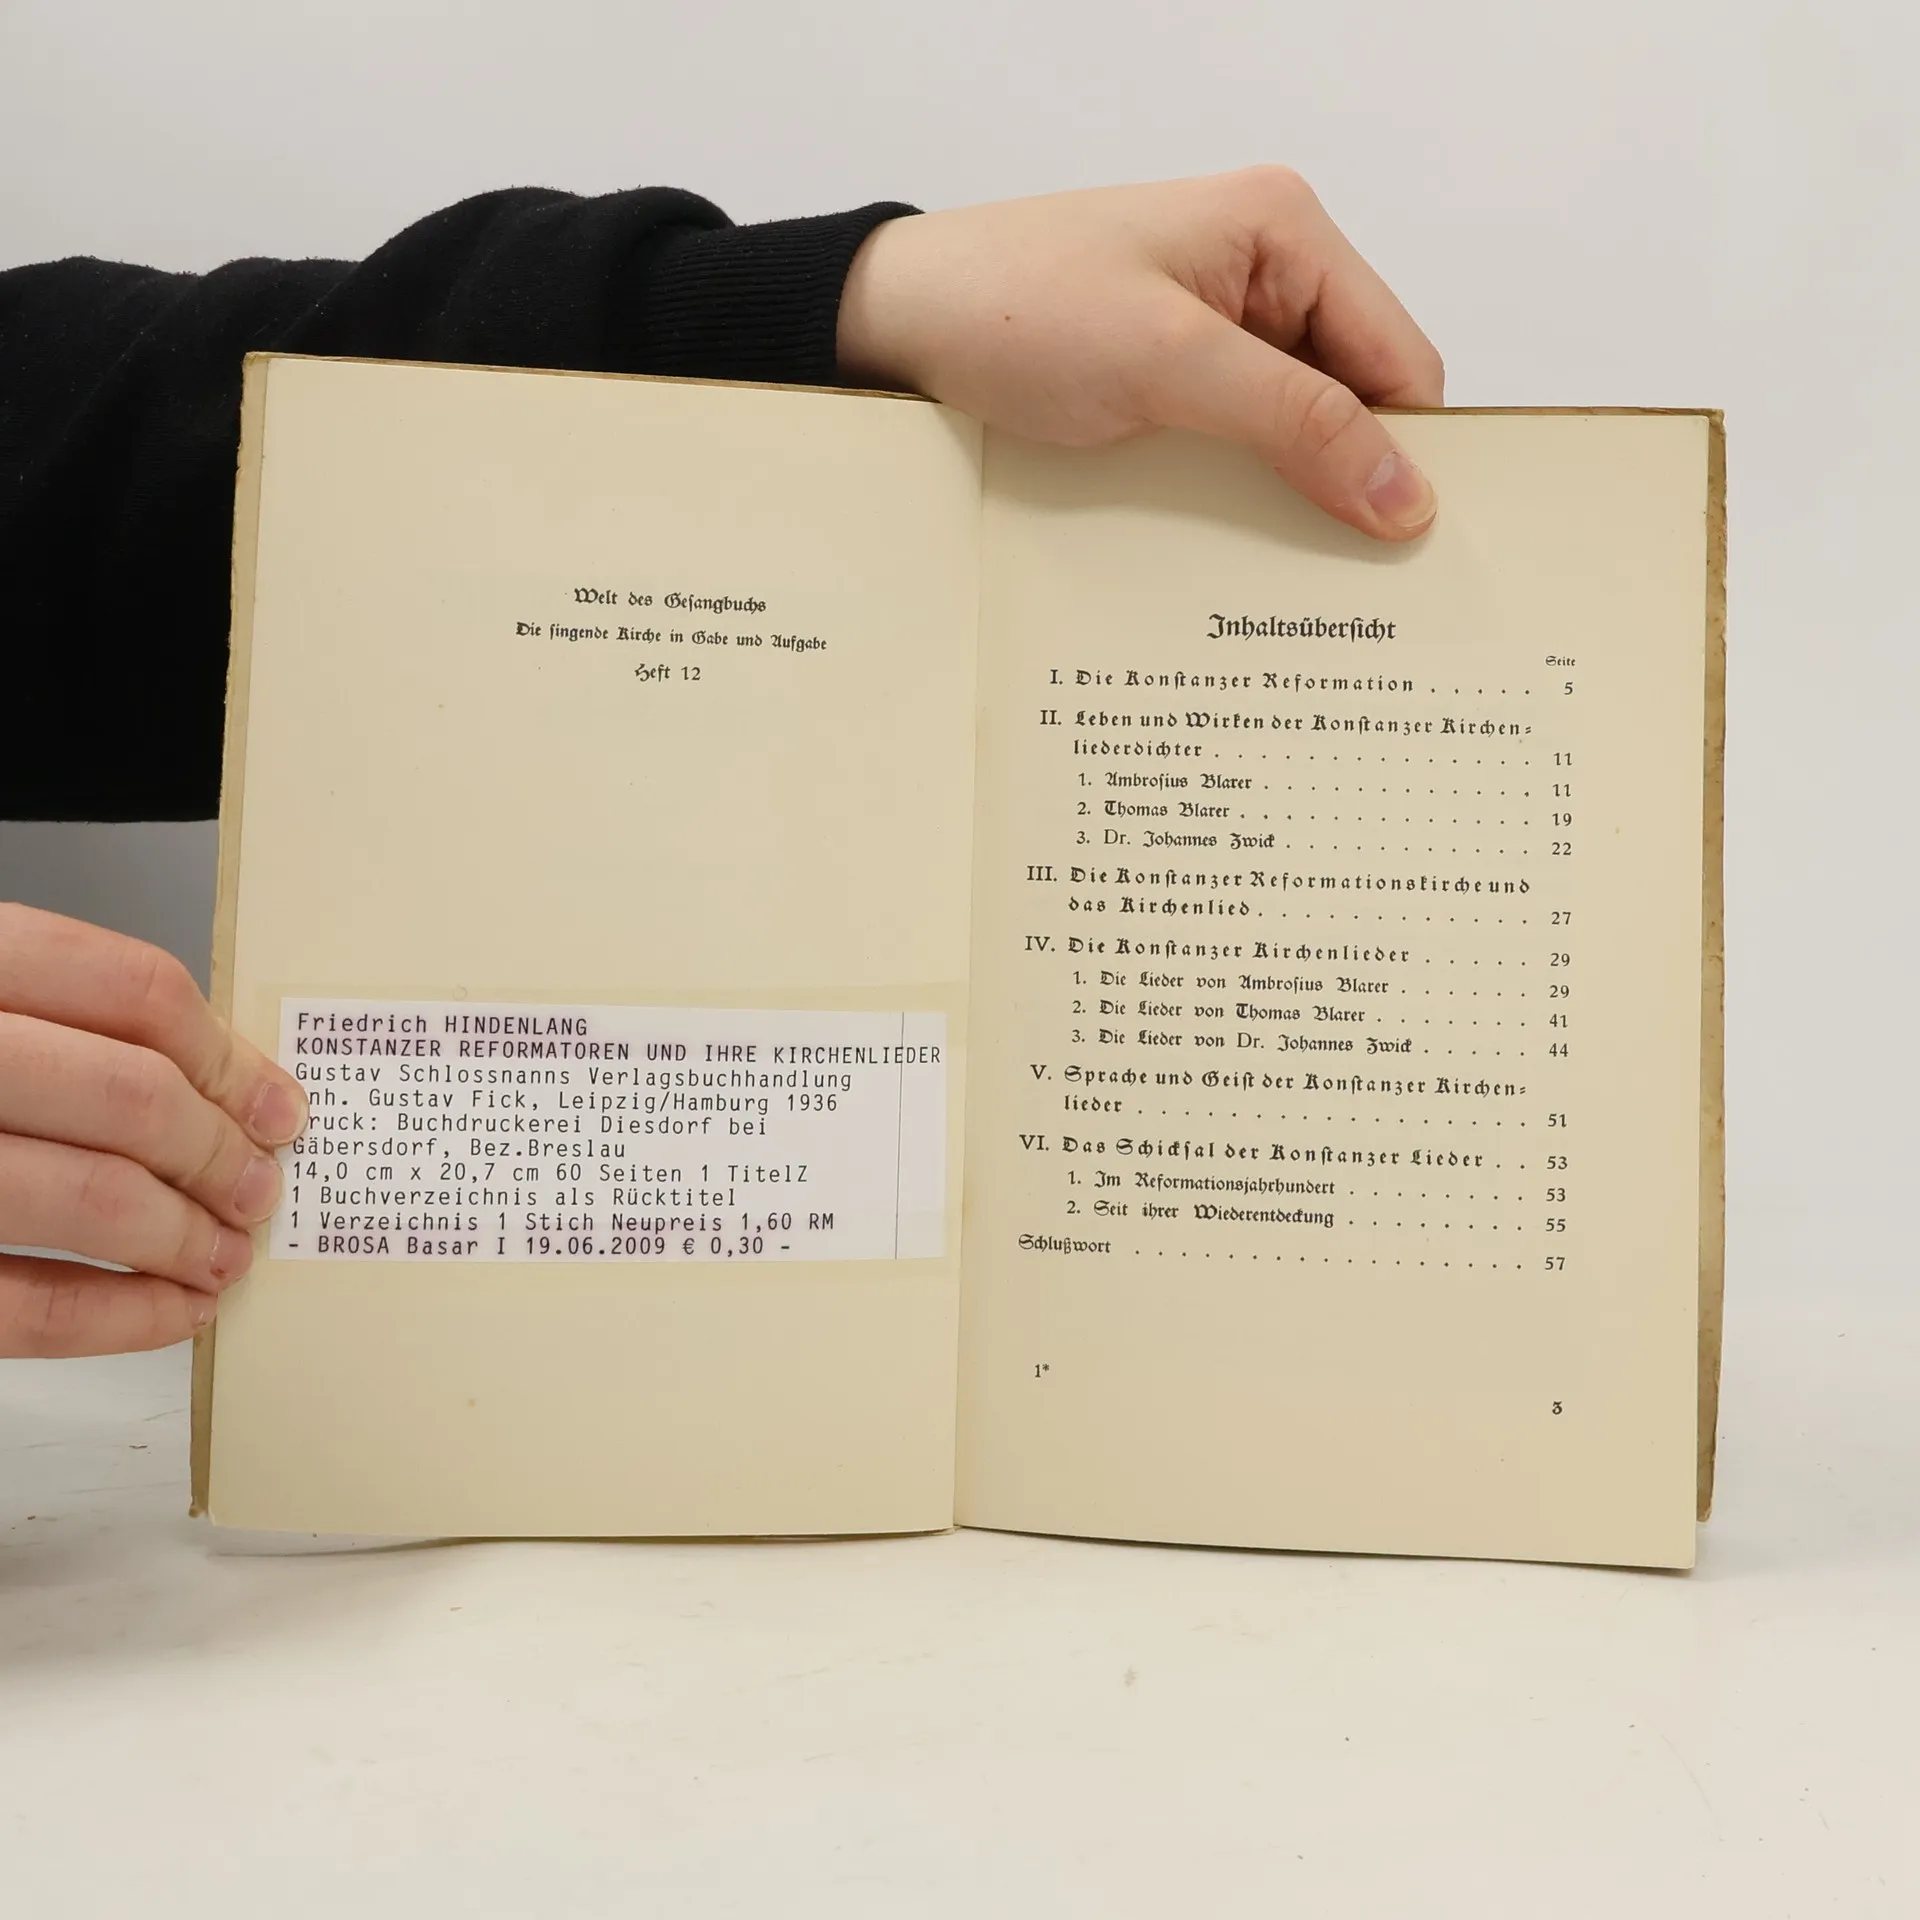 Welt des Gesangbuchs
Die singende Kirche in Gabe und Aufgabe
Heft 12
Friedrich HINDENLANG
KONSTANZER REFORMATOREN UND IHRE KIRCHENLIEDER
Gustav Schlossnanns Verlagsbuchhandlung
nh. Gustav Fick, Leipzig/Hamburg 1936
ruck: Buchdruckerei Diesdorf bei
Gäbersdorf, Bez.Breslau
14,0 cm x 20,7 cm 60 Seiten 1 TitelZ
1 Buchverzeichnis als Rücktitel
1 Verzeichnis 1 Stich Neupreis 1,60 RM
- BROSA Basar I 19.06.2009 € 0,30 -
Inhaltsübersicht
Seite
I. Die Konstanzer Reformation . . . . . 5
II. Leben und Wirken der Konstanzer Kirchen-
liederdichter . . . . . . . . . . . . . . 11
1. Ambrosius Blarer . . . . . . . . . . . . 11
2. Thomas Blarer . . . . . . . . . . . . . 19
3. Dr. Johannes Zwick . . . . . . . . . . . 22
III. Die Konstanzer Reformationskirche und
das Kirchenlied . . . . . . . . . . . . 27
IV. Die Konstanzer Kirchenlieder . . . . . 29
1. Die Lieder von Ambrosius Blarer . . . . . . 29
2. Die Lieder von Thomas Blarer . . . . . . . 41
3. Die Lieder von Dr. Johannes Zwick . . . . . 44
V. Sprache und Geist der Konstanzer Kirchen-
lieder . . . . . . . . . . . . . . . . . 51
VI. Das Schicksal der Konstanzer Lieder . . 53
1. Im Reformationsjahrhundert . . . . . . . . 53
2. Seit ihrer Wiederentdeckung . . . . . . . . 55
Schlußwort . . . . . . . . . . . . . . . . . 57
1*
3